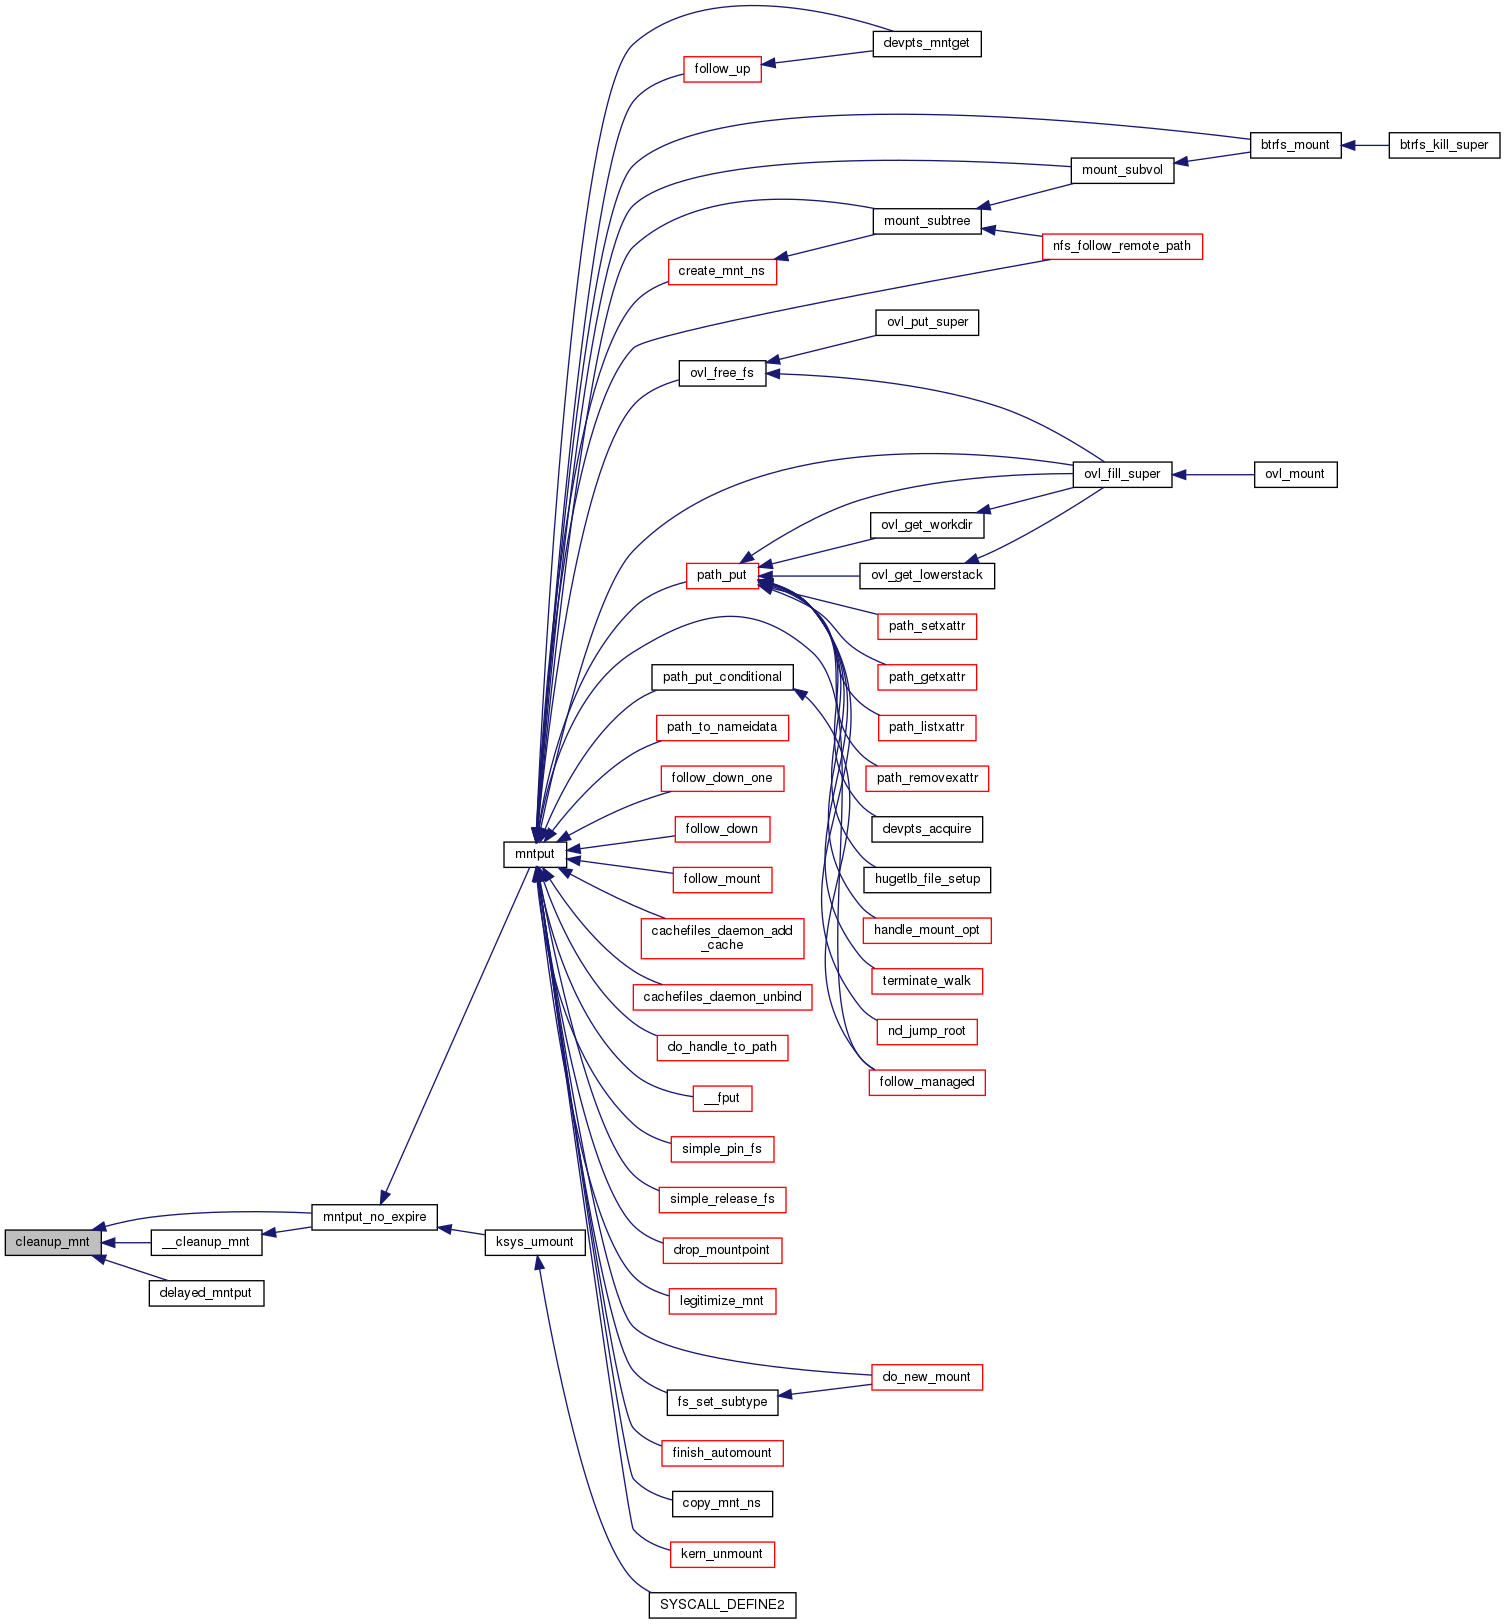 devpts_mntget
follow_up
btrfs_mount
btrfs_kill_super
mount_subvol
mount_subtree
nfs_follow_remote_path
create_mnt_ns
ovl_put_super
ovl_free_fs
ovl_fill_super
ovl_mount
ovl_get_workdir
path_put
ovl_get_lowerstack
path_setxattr
path_put_conditional
path_getxattr
path_to_nameidata
path_listxattr
follow_down_one
path_removexattr
follow_down
devpts_acquire
mntput
follow_mount
hugetlb_file_setup
cachefiles_daemon_add
_cache
handle_mount_opt
cachefiles_daemon_unbind
terminate_walk
do_handle_to_path
nd_jump_root
__fput
follow_managed
simple_pin_fs
simple_release_fs
mntput_no_expire
cleanup_mnt
__cleanup_mnt
ksys_umount
drop_mountpoint
delayed_mntput
legitimize_mnt
do_new_mount
fs_set_subtype
finish_automount
copy_mnt_ns
kern_unmount
SYSCALL_DEFINE2